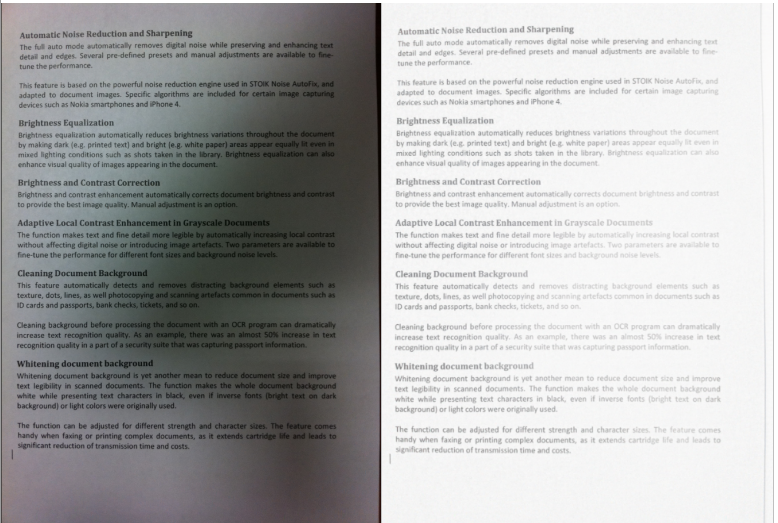 Automatic Noise Reduction and Sharpening
The full auto mode automatically removes digital noise while preserving and enhancing text
detail and edges. Several pre-defined presets and manual adjustments are available to fine-
tune the performance.
This feature is based on the powerful noise reduction engine used in STOIK Noise AutoFix, and
adapted to document images. Specific algorithms are included for certain image capturing
devices such as Nokia smartphones and iPhone 4.
Brightness Equalization
Brightness equalization automatically reduces brightness variations throughout the document
by making dark (e.g. printed text) and bright (e.g. white paper) areas appear equally lit even in
mixed lighting conditions such as shots taken in the library. Brightness equalization can also
enhance visual quality of images appearing in the document.
Brightness and Contrast Correction
Brightness and contrast enhancement automatically corrects document brightness and contrast
to provide the best image quality. Manual adjustment is an option.
Adaptive Local Contrast Enhancement in Grayscale Documents
The function makes text and fine detail more legible by automatically increasing local contrast
without affecting digital noise or introducing image artefacts. Two parameters are available to
fine-tune the performance for different font sizes and background noise levels.
Cleaning Document Background
This feature automatically detects and removes distracting background elements such as
texture, dots, lines, as well photocopying and scanning artefacts common in documents such as
ID cards and passports, bank checks, tickets, and so on.
Cleaning background before processing the document with an OCR program can dramatically
increase text recognition quality. As an example, there was an almost 50% increase in text
recognition quality in a part of a security suite that was capturing passport information.
Whitening document background
Whitening document background is yet another mean to reduce document size and improve
text legibility in scanned documents. The function makes the whole document background
white while presenting text characters in black, even if inverse fonts (bright text on dark
background) or light colors were originally used.
The function can be adjusted for different strength and character sizes. The feature comes
handy when faxing or printing complex documents, as it extends cartridge life and leads to
significant reduction of transmission time and costs.
Automatic Noise Reduction and Sharpening
The full auto mode automatically removes digital noise while preserving and enhancing text
detail and edges. Several pre-defined presets and manual adjustments are available to fine-
tune the performance.
This feature is based on the powerful noise reduction engine used in STOIK Noise AutoFix, and
adapted to document images. Specific algorithms are included for certain image capturing
devices such as Nokia smartphones and iPhone 4.
Brightness Equalization
Brightness equalization automatically reduces brightness variations throughout the document
by making dark (e.g. printed text) and bright (e.g. white paper) areas appear equally lit even in
mixed lighting conditions such as shots taken in the library. Brightness equalization can also
enhance visual quality of images appearing in the document.
Brightness and Contrast Correction
Brightness and contrast enhancement automatically corrects document brightness and contrast
to provide the best image quality. Manual adjustment is an option.
Adaptive Local Contrast Enhancement in Grayscale Documents
The function makes text and fine detail more legible by automatically increasing local contrast
without affecting digital noise or introducing image artefacts. Two parameters are available to
fine-tune the performance for different font sizes and background noise levels.
Cleaning Document Background
This feature automatically detects and removes distracting background elements such as
texture, dots, lines, as well photocopying and scanning artefacts common in documents such as
ID cards and passports, bank checks, tickets, and so on.
Cleaning background before processing the document with an OCR program can dramatically
increase text recognition quality. As an example, there was an almost 50% increase in text
recognition quality in a part of a security suite that was capturing passport information.
Whitening document background
Whitening document background is yet another mean to reduce document size and improve
text legibility in scanned documents. The function makes the whole document background
white while presenting text characters in black, even if inverse fonts (bright text on dark
background) or light colors were originally used.
The function can be adjusted for different strength and character sizes. The feature comes
handy when faxing or printing complex documents, as it extends cartridge life and leads to
significant reduction of transmission time and costs.